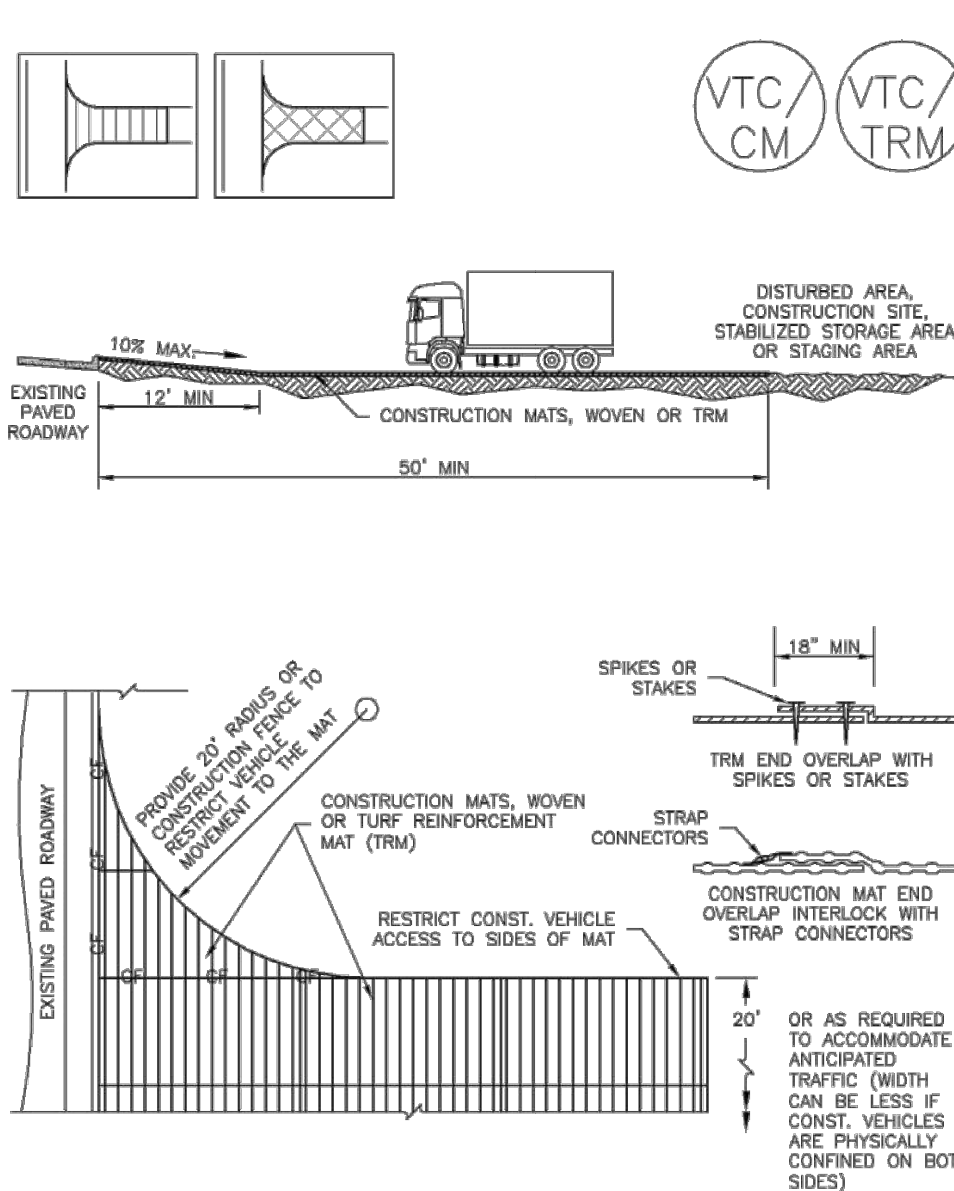 VTC/
CM
VTC/
TRM
DISTURBED AREA,
CONSTRUCTION SITE,
STABILIZED STORAGE AREA
OR STAGING AREA
10% MAX.
EXISTING
PAVED
ROADWAY
12' MIN
CONSTRUCTION MATS, WOVEN OR TRM
50' MIN
18" MIN
SPIKES OR
STAKES
TRM END OVERLAP WITH
SPIKES OR STAKES
PROVIDE 20' RADIUS OR
CONSTRUCTION FENCE TO
RESTRICT VEHICLE
MOVEMENT TO THE MAT
CONSTRUCTION MATS, WOVEN
OR TURF REINFORCEMENT
MAT (TRM)
STRAP
CONNECTORS
CONSTRUCTION MAT END
OVERLAP INTERLOCK WITH
STRAP CONNECTORS
RESTRICT CONST. VEHICLE
ACCESS TO SIDES OF MAT
EXISTING PAVED ROADWAY
CF
CF
CF
CF
CF
CF
20'
OR AS REQUIRED
TO ACCOMMODATE
ANTICIPATED
TRAFFIC (WIDTH
CAN BE LESS IF
CONST. VEHICLES
ARE PHYSICALLY
CONFINED ON BOT
SIDES)